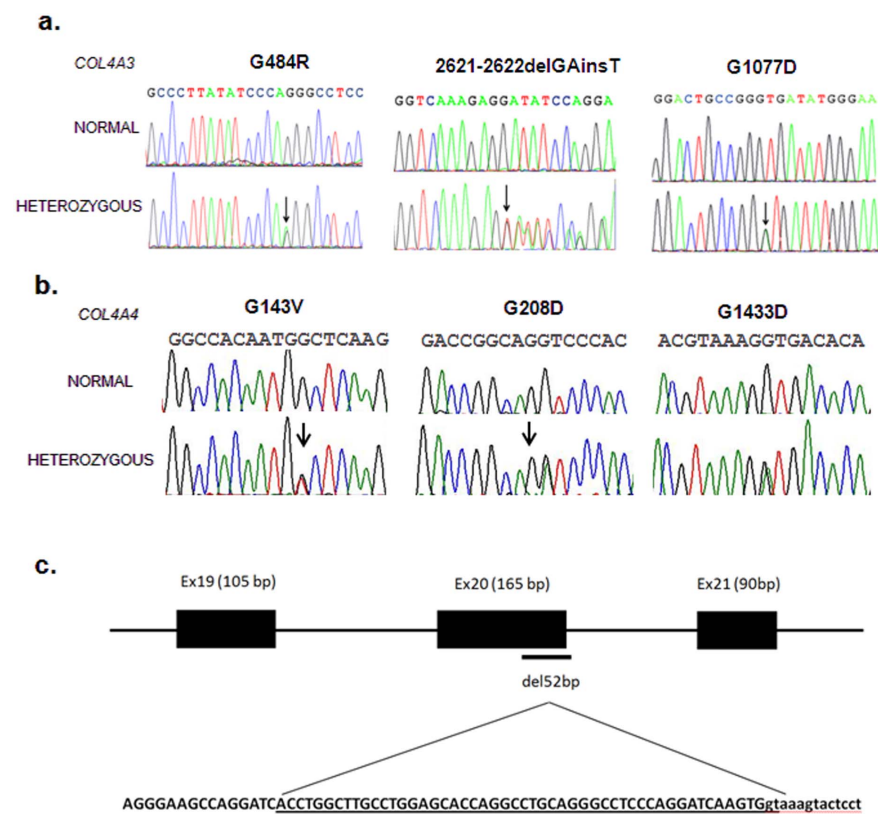 a.
COL4A3
G484R
2621-2622delGAinsT
G1077D
GCCCTTATATCCCAGGGCCTCC
GGTCAAAGAGGATATCCAGGA
GGACTGCCGGGTGATATGGGAA
NORMAL
HETEROZYGOUS
b.
COL4A4
G143V
G208D
G1433D
GGCCACAATGGCTCAAG
GACCGGCAGGTCCCAC
ACGTAAAGGTGACACA
NORMAL
HETEROZYGOUS
c.
Ex19 (105 bp)
Ex20 (165 bp)
Ex21 (90bp)
del52bp
AGGGAAGCCAGGATCACCTGGCTTGCCTGGAGCACCAGGCCTGCAGGGCCTCCCAGGATCAAGTGgtaaagtactcct